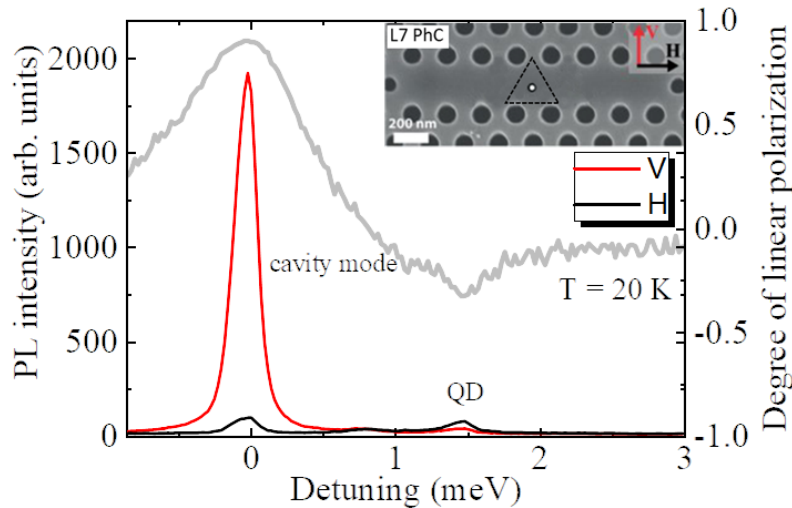 L7 PhC
V
H
200 nm
V
H
cavity mode
T = 20 K
QD
PL intensity (arb. units)
2000
1500
1000
500
0
1.0
0.5
0.0
-0.5
-1.0
Degree of linear polarization
0 1 2 3
Detuning (meV)